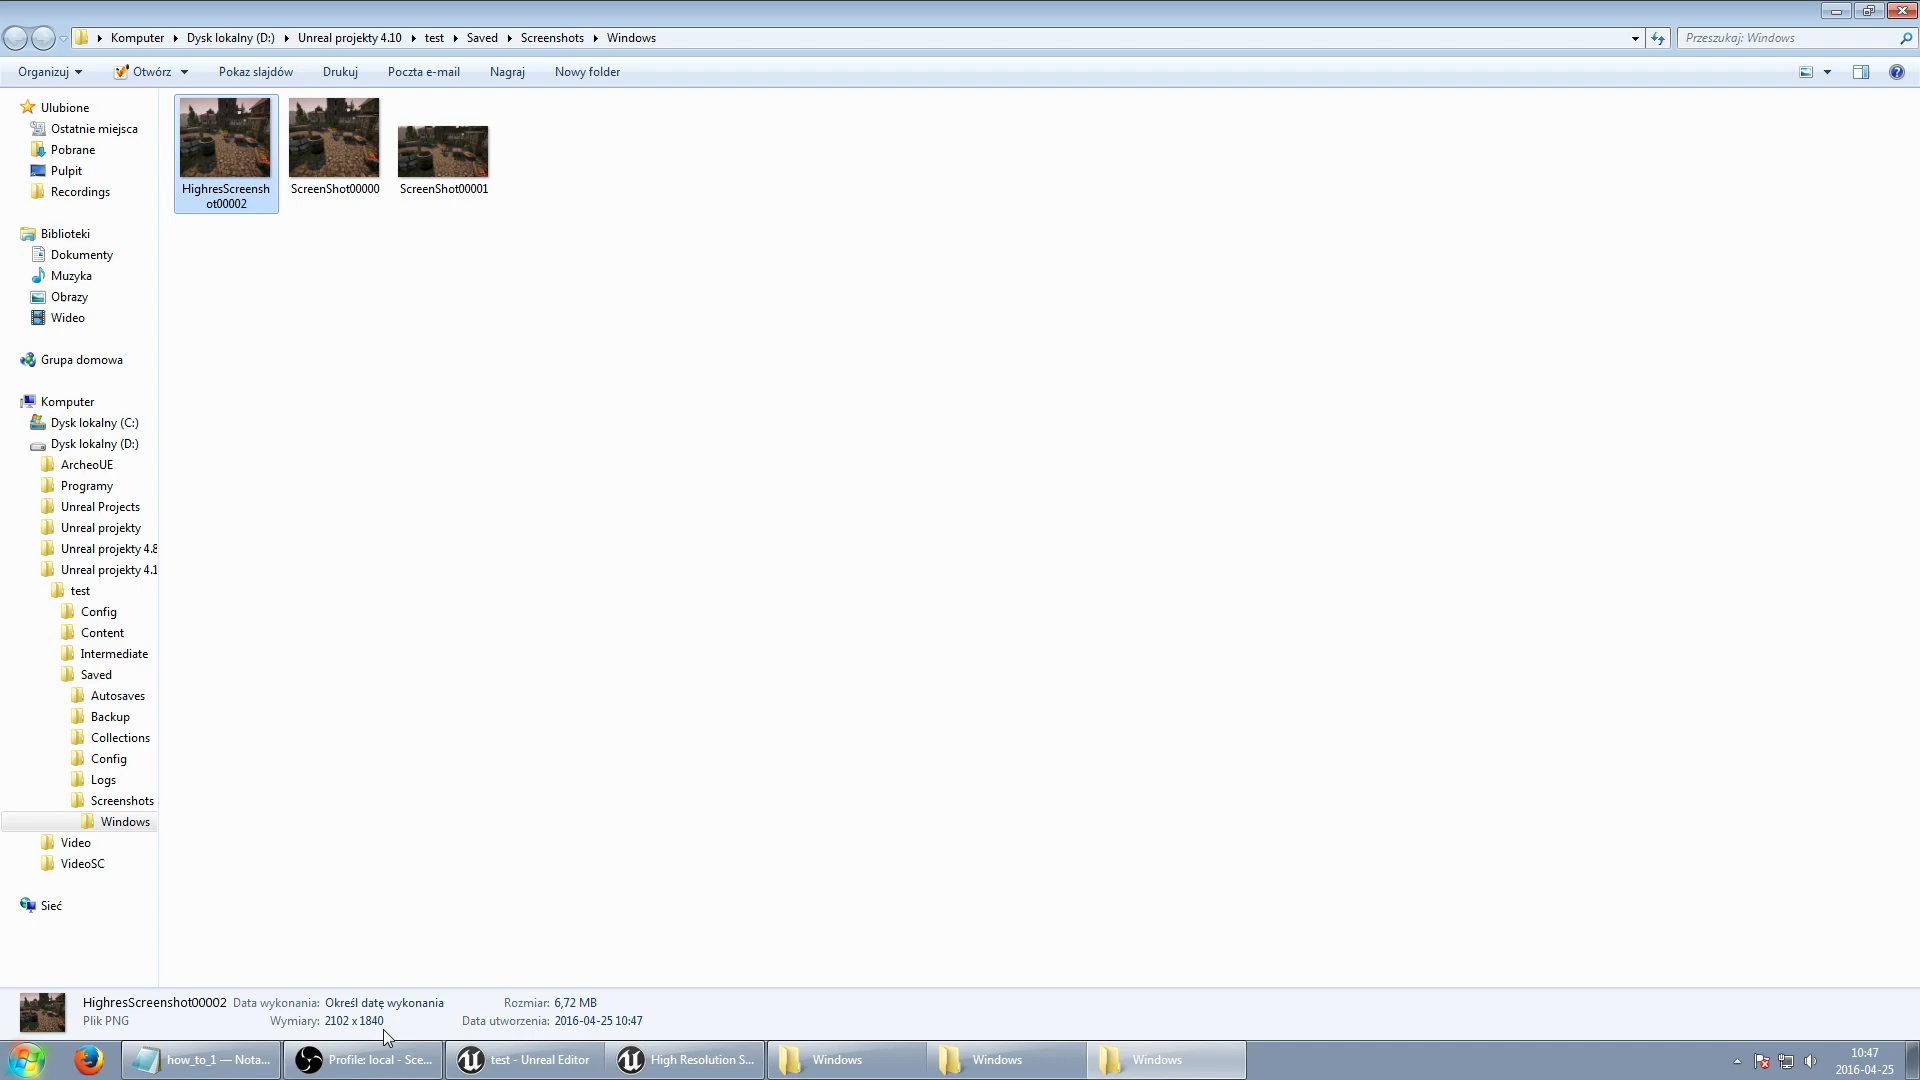 Komputer Dysk lokalny (D:) Unreal projekty 4.10 test Saved Screenshots Windows
Przeszukaj: Windows
Organizuj Otwórz Pokaz slajdów Drukuj Poczta e-mail Nagraj Nowy folder
Ulubione
Ostatnie miejsca
Pobrane
Pulpit
Recordings
Biblioteki
Dokumenty
Muzyka
Obrazy
Wideo
Grupa domowa
Komputer
Dysk lokalny (C:)
Dysk lokalny (D:)
ArcheoUE
Programy
Unreal Projects
Unreal projekty
Unreal projekty 4.8
Unreal projekty 4.1
test
Config
Content
Intermediate
Saved
Autosaves
Backup
Collections
Config
Logs
Screenshots
Windows
Video
VideoSC
Sieć
HighresScreensh
ot00002
ScreenShot00000
ScreenShot00001
HighresScreenshot00002 Data wykonania: Określ datę wykonania Rozmiar: 6,72 MB
Plik PNG Wymiary: 2102 x 1840 Data utworzenia: 2016-04-25 10:47
how_to_1 — Nota... Profile: local - Sce... test - Unreal Editor High Resolution S... Windows Windows Windows
10:47
2016-04-25